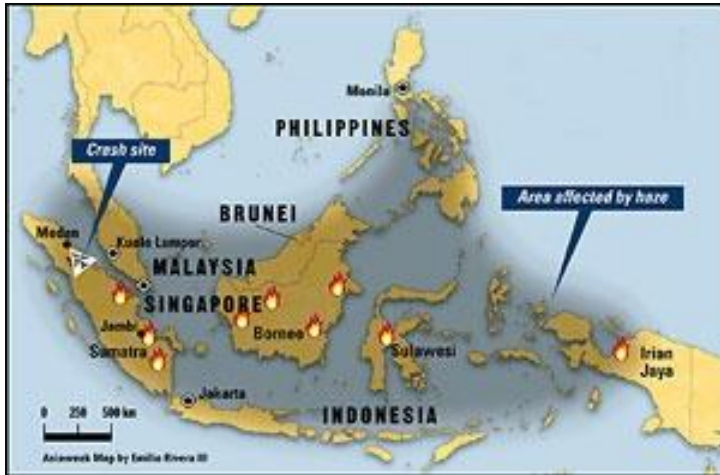 Manila
PHILIPPINES
Crash site
BRUNEI
Area affected by haze
Medan
Kuala Lumpur
MALAYSIA
SINGAPORE
Jambi
Borneo
Sumatra
Sulawesi
Irian
Jaya
Jakarta
0 250 500 km
INDONESIA
Asiaweek Map by Emilio Rivera III